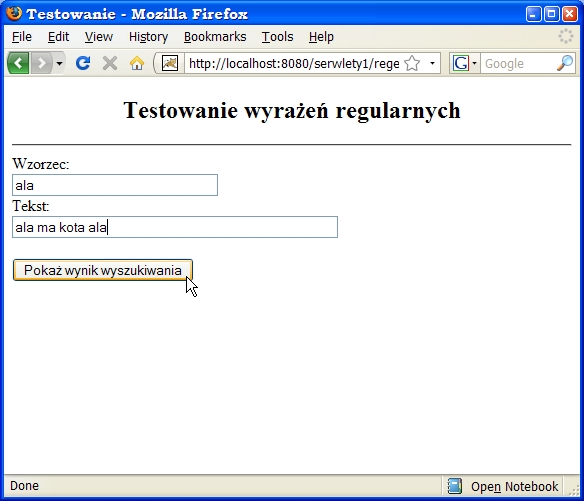 Testowanie - Mozilla Firefox
File Edit View History Bookmarks Tools Help
http://localhost:8080/serwlety1/rege
G Google
Testowanie wyrażeń regularnych
Wzorzec:
ala
Tekst:
ala ma kota ala
Pokaż wynik wyszukiwania
Done Open Notebook